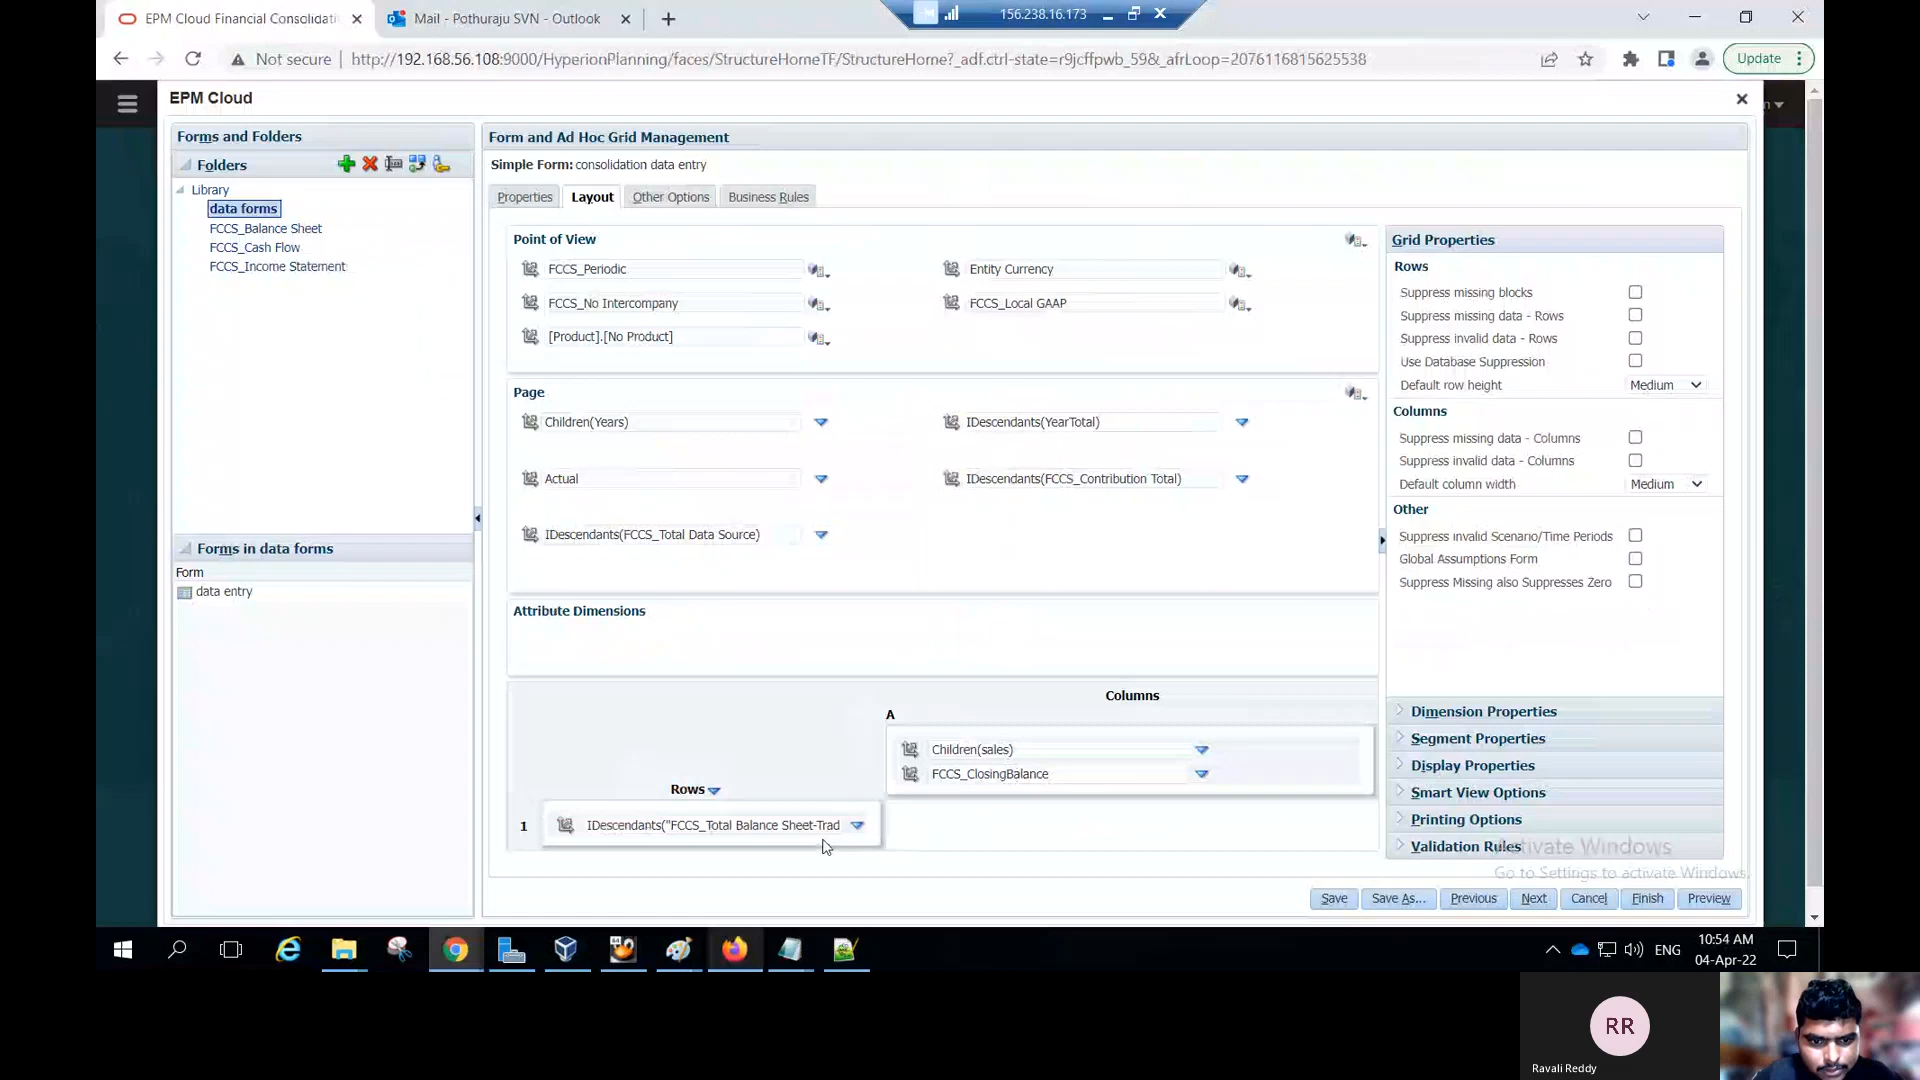 EPM Cloud Financial Consolidati
Mail - Pothuraju SVN - Outlook
156.238.16.173
Not secure
http://192.168.56.108:9000/HyperionPlanning/faces/StructureHomeTF/StructureHome?_adf.ctrl-state=r9jcffpwb_59&_afrLoop=2076116815625538
Update
EPM Cloud
Forms and Folders
Folders
Library
data forms
FCCS_Balance Sheet
FCCS_Cash Flow
FCCS_Income Statement
Forms in data forms
Form
data entry
Form and Ad Hoc Grid Management
Simple Form: consolidation data entry
Properties
Layout
Other Options
Business Rules
Point of View
FCCS_Periodic
Entity Currency
FCCS_No Intercompany
FCCS_Local GAAP
[Product].[No Product]
Page
Children(Years)
IDescendants(YearTotal)
Actual
IDescendants(FCCS_Contribution Total)
IDescendants(FCCS_Total Data Source)
Attribute Dimensions
Columns
A
Children(sales)
FCCS_ClosingBalance
Rows
1
IDescendants("FCCS_Total Balance Sheet-Trad
Grid Properties
Rows
Suppress missing blocks
Suppress missing data - Rows
Suppress invalid data - Rows
Use Database Suppression
Default row height
Medium
Columns
Suppress missing data - Columns
Suppress invalid data - Columns
Default column width
Medium
Other
Suppress invalid Scenario/Time Periods
Global Assumptions Form
Suppress Missing also Suppresses Zero
Dimension Properties
Segment Properties
Display Properties
Smart View Options
Printing Options
Validation Rules
Activate Windows
Go to Settings to activate Windows.
Save
Save As...
Previous
Next
Cancel
Finish
Preview
ENG
10:54 AM
04-Apr-22
RR
Ravali Reddy